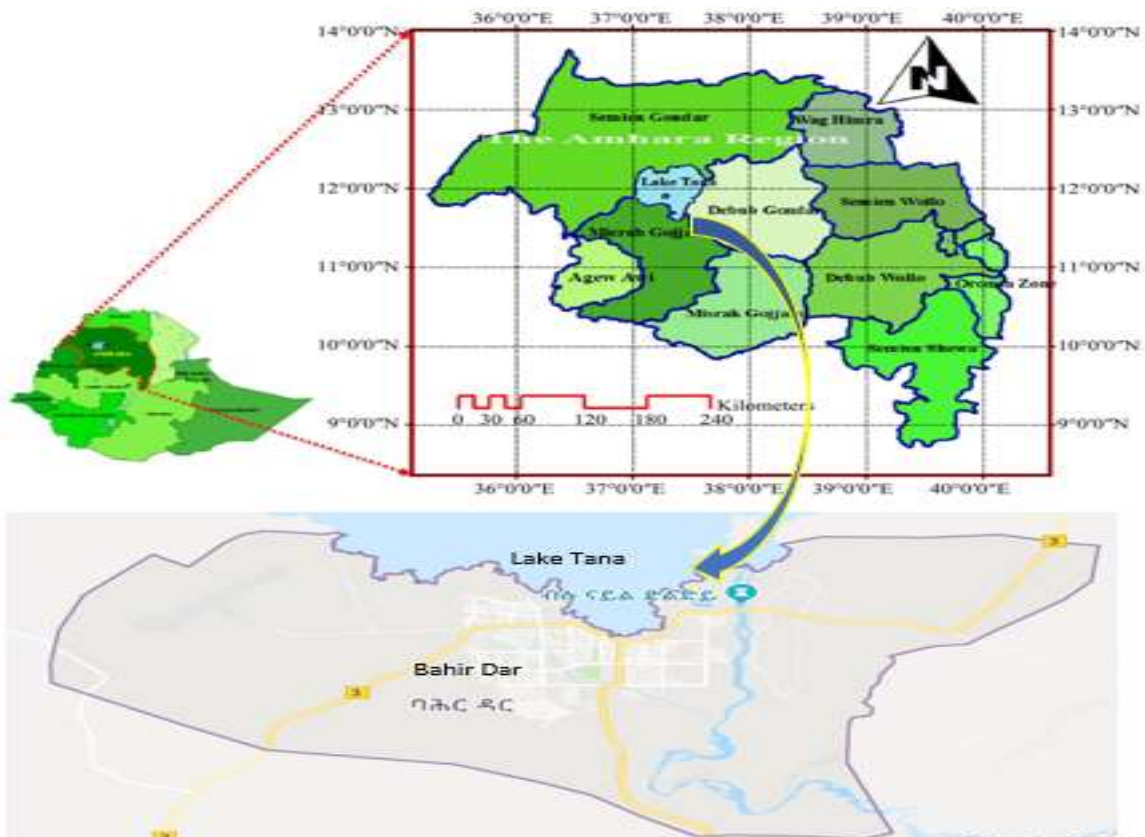 36°0'0"E 37°0'0"E 38°0'0"E 39°0'0"E 40°0'0"E
14°0'0"N 14°0'0"N
N
13°0'0"N 13°0'0"N
Semien Gondar
Wag Himra
The Amhara Region
Lake Tana
12°0'0"N 12°0'0"N
Semien Wollo
Debub Gondar
Mierab Gojjam
11°0'0"N 11°0'0"N
Agew Awi
Debub Wollo
Oromia Zone
Misrak Gojjam
10°0'0"N 10°0'0"N
Semien Shewa
Kilometers
0 30 60 120 180 240
9°0'0"N 9°0'0"N
36°0'0"E 37°0'0"E 38°0'0"E 39°0'0"E 40°0'0"E
Lake Tana
3
Bahir Dar
3
ባሕር ዳር
3